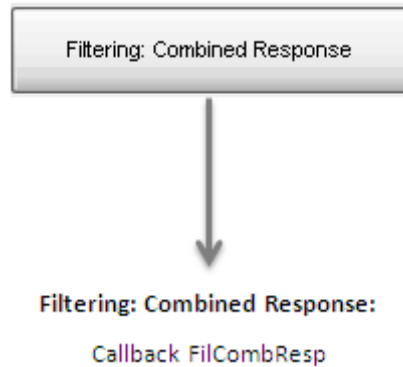 Filtering: Combined Response
Filtering: Combined Response:
Callback FilCombResp